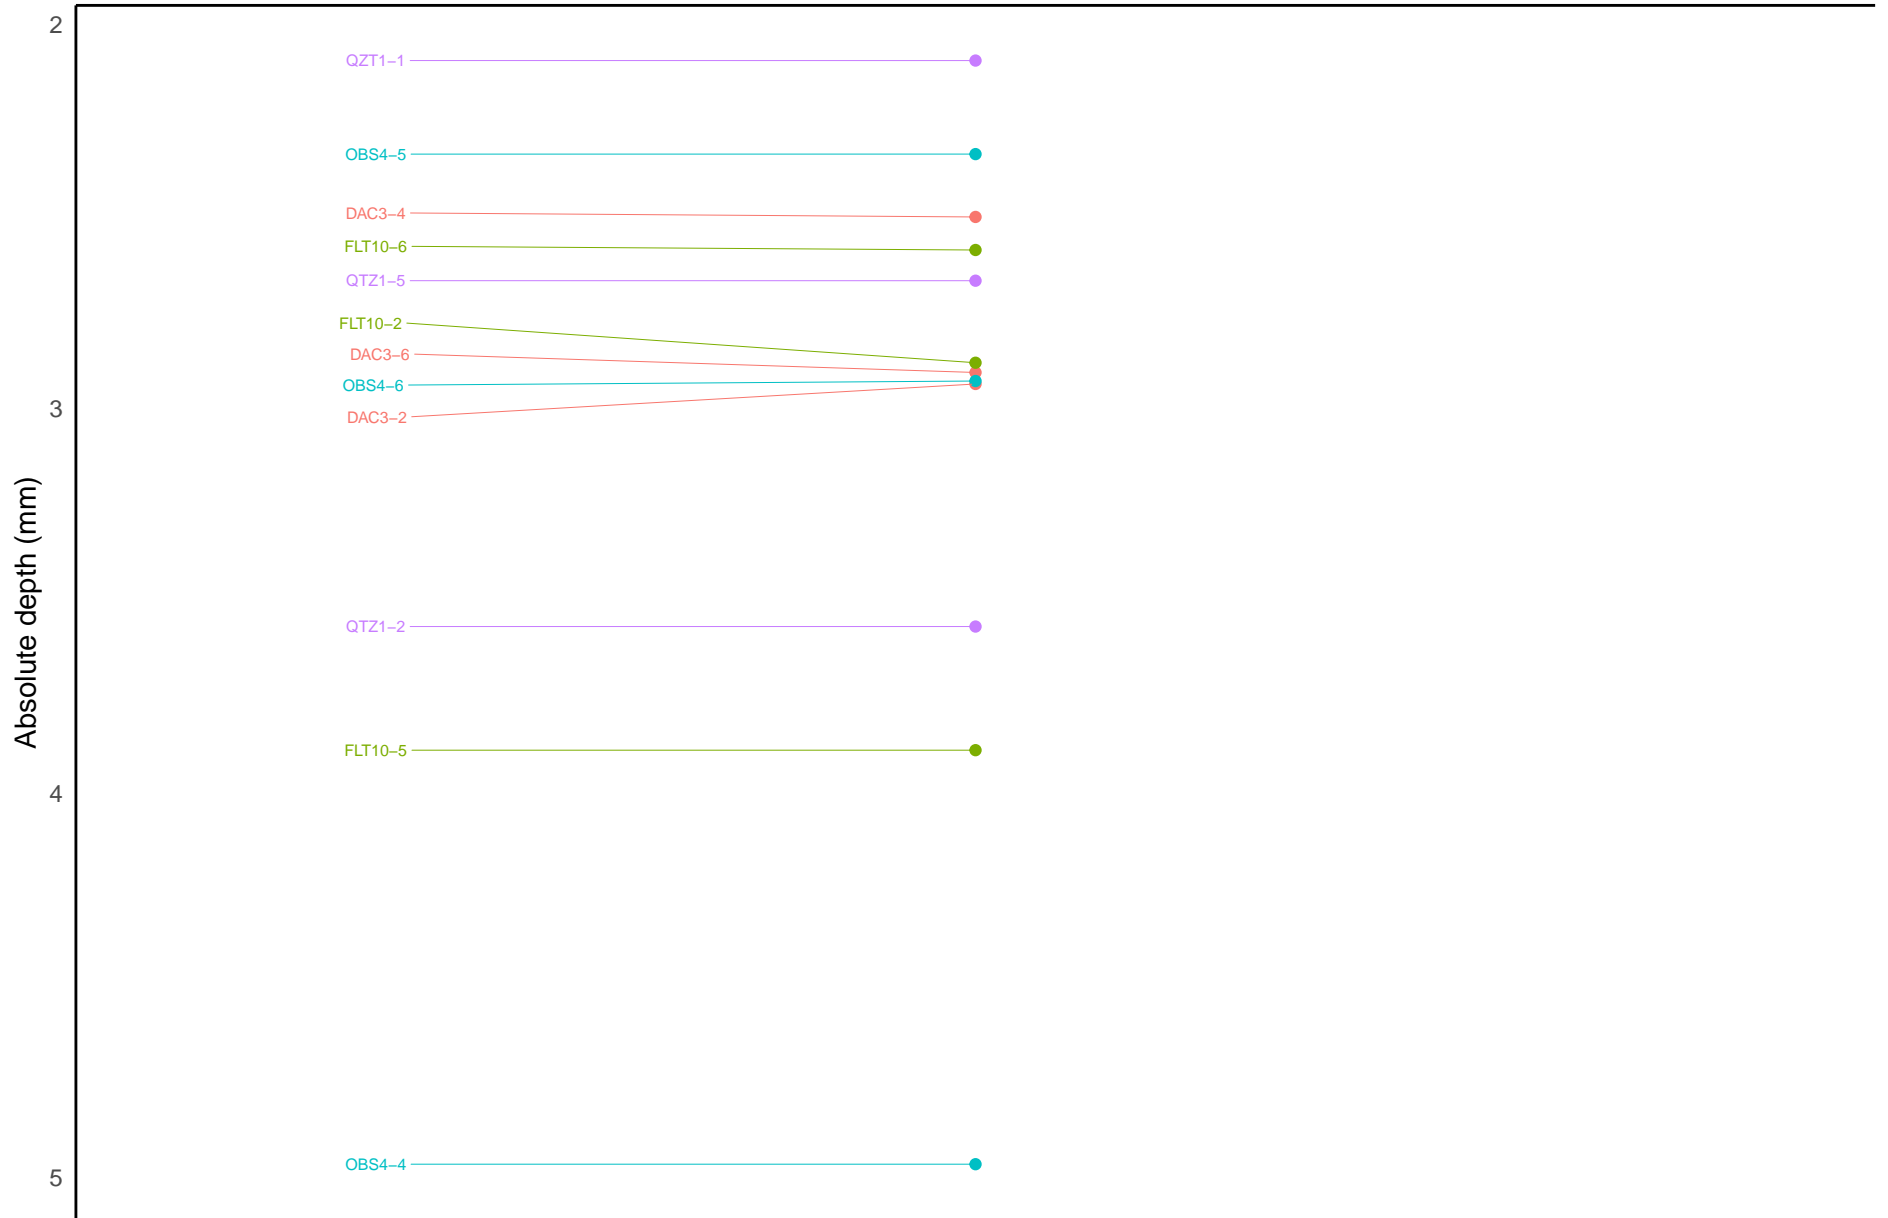 2
QZT1–1
OBS4–5
DAC3–4
FLT10–6
QTZ1–5
FLT10–2
DAC3–6
OBS4–6
3
DAC3–2
Absolute depth (mm)
QTZ1–2
FLT10–5
4
OBS4–4
5